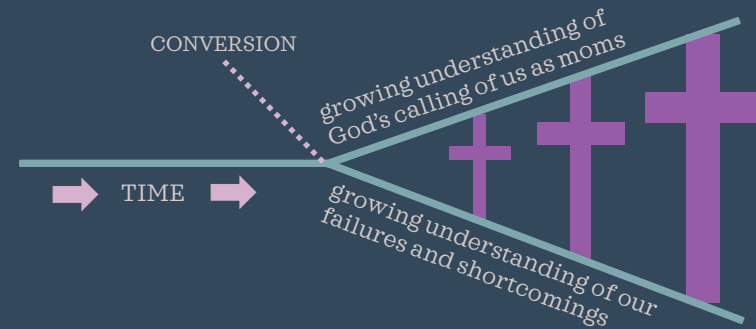 CONVERSION
growing understanding of
God's calling of us as moms
TIME
growing understanding of our
failures and shortcomings